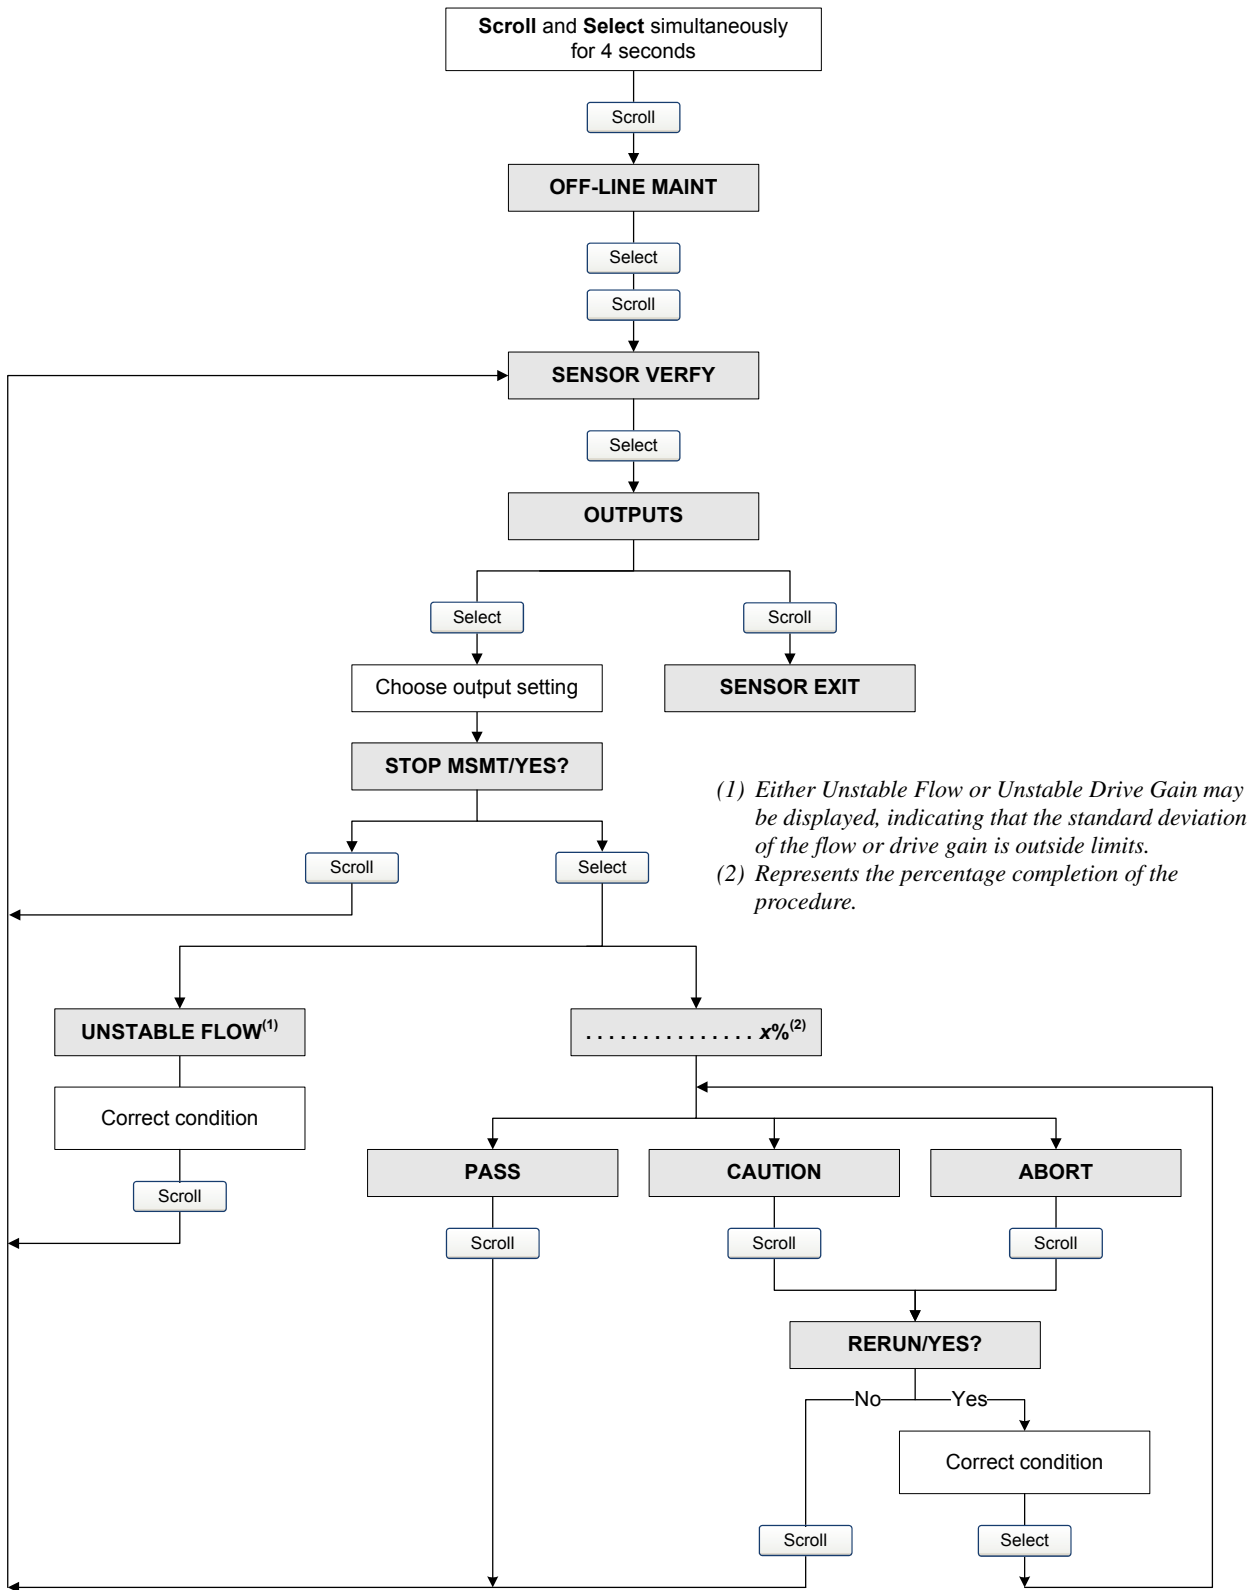 Scroll and Select simultaneously
for 4 seconds
Scroll
OFF-LINE MAINT
Select
Scroll
SENSOR VERFY
Select
OUTPUTS
Select
Scroll
Choose output setting
SENSOR EXIT
STOP MSMT/YES?
(1) Either Unstable Flow or Unstable Drive Gain may
be displayed, indicating that the standard deviation
of the flow or drive gain is outside limits.
(2) Represents the percentage completion of the
procedure.
Scroll
Select
UNSTABLE FLOW(1)
. . . . . . . . . . . . . . . x%(2)
Correct condition
PASS
CAUTION
ABORT
Scroll
Scroll
Scroll
Scroll
RERUN/YES?
No
Yes
Correct condition
Scroll
Select